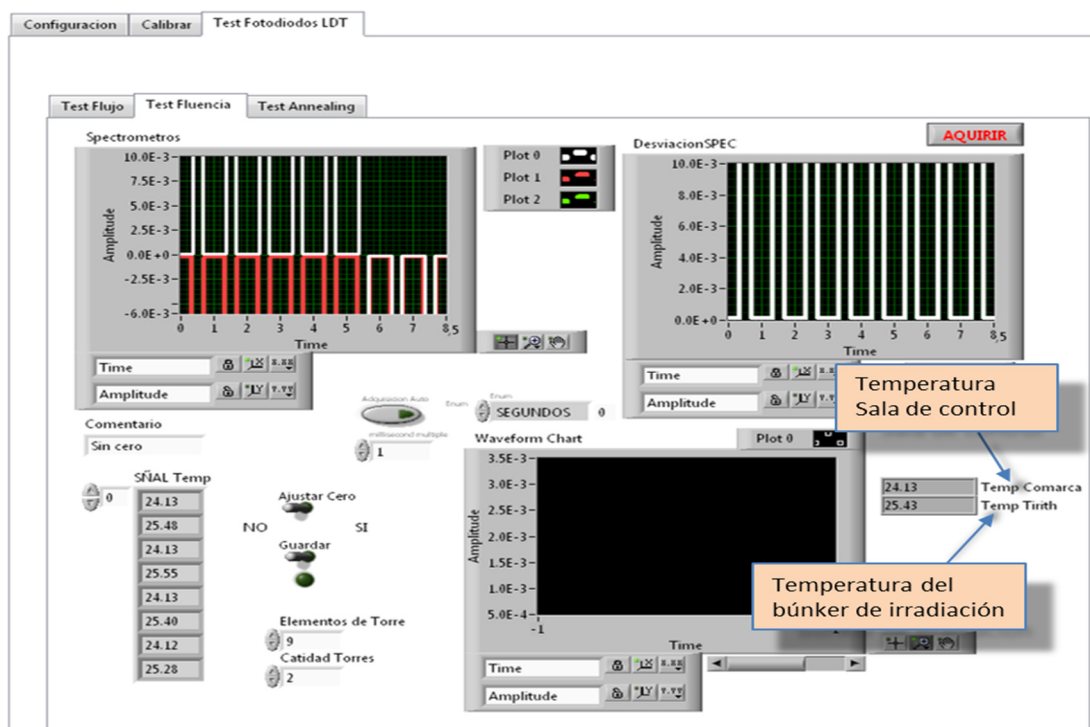 Configuracion
Calibrar
Test Fotodiodos LDT
Test Flujo
Test Fluencia
Test Annealing
Spectrometros
10.0E-3
7.5E-3
5.0E-3
2.5E-3
0.0E+0
-2.5E-3
-6.0E-3
Amplitude
0 1 2 3 4 5 6 7 8,5
Time
Plot 0
Plot 1
Plot 2
AQUIRIR
DesviacionSPEC
10.0E-3
8.0E-3
6.0E-3
4.0E-3
2.0E-3
0.0E+0
Amplitude
0 1 2 3 4 5 6 7 8,5
Time
Time
Amplitude
Time
Amplitude
Temperatura
Sala de control
Adquisicion Auto
Enum
Enum
SEGUNDOS
0
millisecond multiple
1
Comentario
Sin cero
SÑAL Temp
0
24.13
25.48
24.13
25.55
24.13
25.40
24.12
25.28
Ajustar Cero
NO
SI
Guardar
Elementos de Torre
9
Catidad Torres
2
Waveform Chart
Plot 0
3.5E-3
3.0E-3
2.5E-3
2.0E-3
1.5E-3
1.0E-3
5.0E-4
Amplitude
-1
Time
Time
Amplitude
24.13 Temp Comarca
25.43 Temp Tirith
Temperatura del
búnker de irradiación